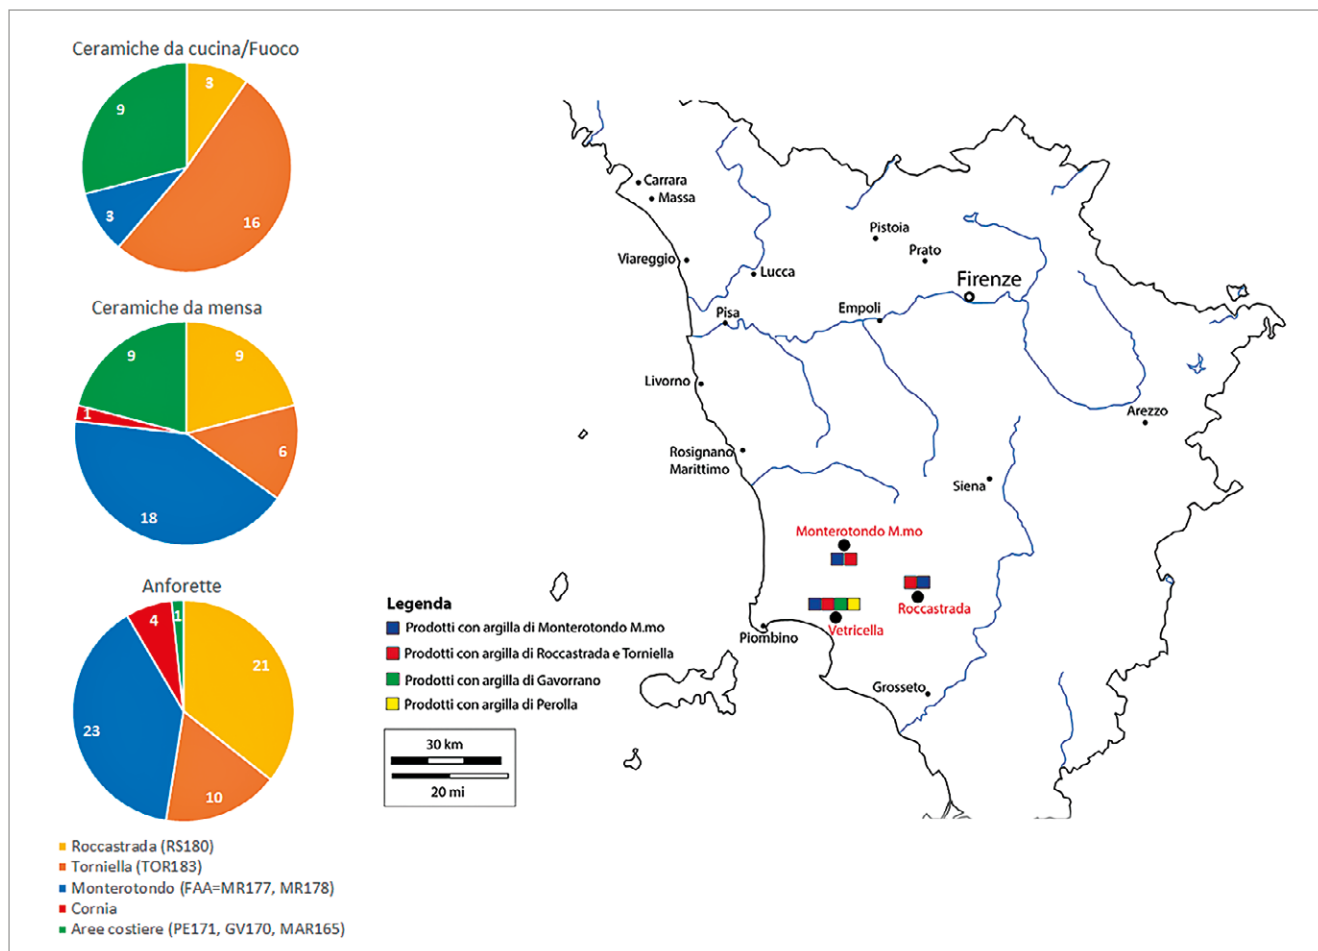 Ceramiche da cucina/Fuoco
3
9
3
16
Ceramiche da mensa
9
9
1
6
18
Anforette
4
1
21
23
10
Roccastrada (RS180)
Torniella (TOR183)
Monterotondo (FAA=MR177, MR178)
Cornia
Aree costiere (PE171, GV170, MAR165)
Carrara
Massa
Pistoia
Prato
Viareggio
Lucca
Firenze
Pisa
Empoli
Livorno
Arezzo
Rosignano
Marittimo
Siena
Monterotondo M.mo
Roccastrada
Vetricella
Piombino
Grosseto
Legenda
Prodotti con argilla di Monterotondo M.mo
Prodotti con argilla di Roccastrada e Torniella
Prodotti con argilla di Gavorrano
Prodotti con argilla di Perolla
30 km
20 mi